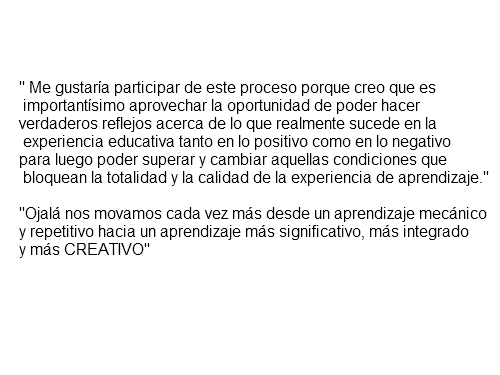 " Me gustaría participar de este proceso porque creo que es
importantísimo aprovechar la oportunidad de poder hacer
verdaderos reflejos acerca de lo que realmente sucede en la
experiencia educativa tanto en lo positivo como en lo negativo
para luego poder superar y cambiar aquellas condiciones que
bloquean la totalidad y la calidad de la experiencia de aprendizaje."
"Ojalá nos movamos cada vez más desde un aprendizaje mecánico
y repetitivo hacia un aprendizaje más significativo, más integrado
y más CREATIVO"